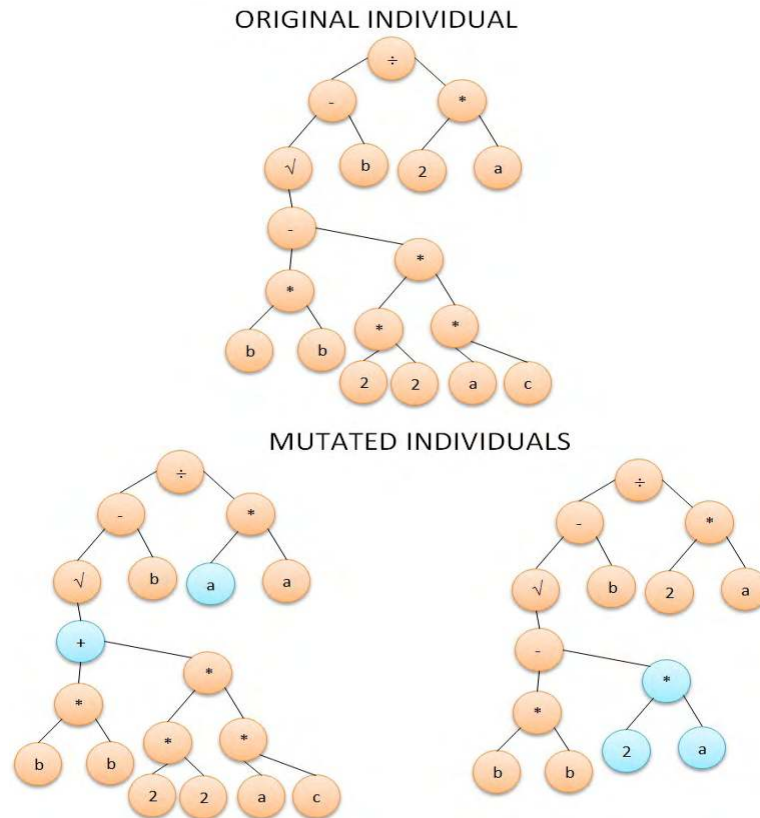 ORIGINAL INDIVIDUAL
÷
- *
√ b 2 a
-
*
*
* *
b b
2 2 a c
MUTATED INDIVIDUALS
÷
- *
√ b a a
+
*
*
* *
b b
2 2 a c
÷
- *
√ b 2 a
-
*
*
2 a
b b